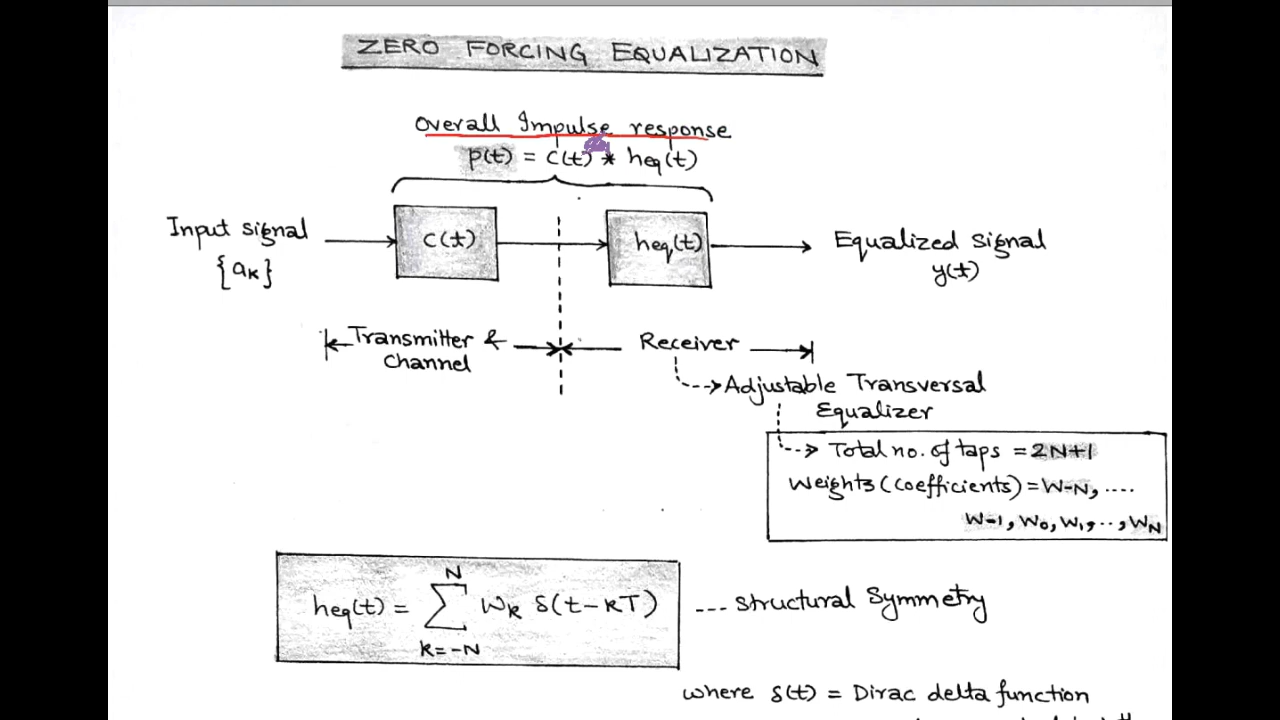 ZERO FORCING EQUALIZATION
Overall Impulse response
p(t) = c(t) * heq(t)
Input signal
{aK}
c(t)
heq(t)
Equalized signal
y(t)
Transmitter &
Channel
Receiver
Adjustable Transversal
Equalizer
Total no. of taps = 2N+1
Weights (coefficients) = W-N, ....
W-1, W0, W1, .., WN
heq(t) = N∑k=-N Wk δ(t-kT) --- Structural Symmetry
where δ(t) = Dirac delta function